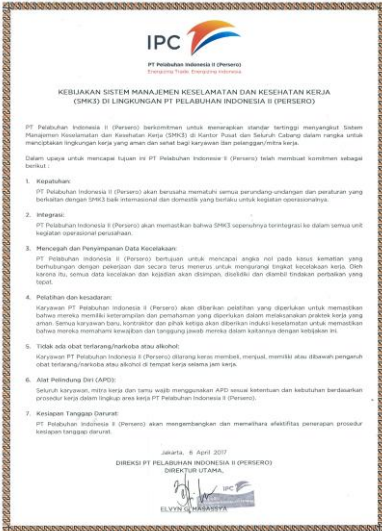 IPC
PT Pelabuhan Indonesia II (Persero)
Energizing Trade. Energizing Indonesia
KEBIJAKAN SISTEM MANAJEMEN KESELAMATAN DAN KESEHATAN KERJA
(SMK3) DI LINGKUNGAN PT PELABUHAN INDONESIA II (PERSERO)
PT Pelabuhan Indonesia II (Persero) berkomitmen untuk menerapkan standar tertinggi menyangkut Sistem
Manajemen Keselamatan dan Kesehatan Kerja (SMK3) di Kantor Pusat dan Seluruh Cabang dalam rangka untuk
menciptakan lingkungan kerja yang aman dan sehat bagi karyawan dan pelanggan/mitra kerja.
Dalam upaya untuk mencapai tujuan ini PT Pelabuhan Indonesia II (Persero) telah membuat komitmen sebagai
berikut :
1. Kepatuhan:
PT Pelabuhan Indonesia II (Persero) akan berusaha mematuhi semua perundang-undangan dan peraturan yang
berkaitan dengan SMK3 baik internasional dan domestik yang berlaku untuk kegiatan operasionalnya.
2. Integrasi:
PT Pelabuhan Indonesia II (Persero) akan memastikan bahwa SMK3 sepenuhnya terintegrasi ke dalam semua unit
kegiatan operasional perusahaan.
3. Mencegah dan Penyimpanan Data Kecelakaan:
PT Pelabuhan Indonesia II (Persero) bertujuan untuk mencapai angka nol pada kasus kematian yang
berhubungan dengan pekerjaan dan secara terus menerus untuk mengurangi tingkat kecelakaan kerja. Oleh
karona itu, semua data kecelakaan dan kejadian akan disimpan, diselidiki dan diambil tindakan perbaikan yang
tepat.
4. Pelatihan dan kesadaran:
Karyawan PT Pelabuhan Indonesia II (Persero) akan dibarikan pelatihan yang diperlukan untuk memastikan
bahwa mereka memiliki keterampilan dan pemahaman yang diperlukan dalam melaksanakan praktek kerja yang
aman. Semua karyawan baru, kontraktor dan pihak ketiga akan diberikan induksi keselamatan untuk memastikan
bahwa mereka memahami kewajiban dan tanggung jawab mereka dalam kaitannya dengan kebijakan ini.
5. Tidak ada obat terlarang/narkoba atau alkohol:
Karyawan PT Pelabuhan Indonesia II (Persero) dilarang keras membeli, menjual, memiliki atau dibawah pengaruh
obat terlarang/narkoba atau alkohol di tempat kerja selama jam kerja.
6. Alat Pelindung Diri (APD):
Seluruh karyawan, mitra kerja dan tamu wajib menggunakan APD sesuai ketentuan dan kebutuhan berdasarkan
prosedur kerja dalam lingkup area kerja PT Pelabuhan Indonesia II (Persero).
7. Kesiapan Tanggap Darurat:
PT Pelabuhan Indonesia II (Persero) akan mengembangkan dan memelihara efektifitas penerapan prosedur
kesiapan tanggap darurat.
Jakarta, 6 April 2017
DIREKSI PT PELABUHAN INDONESIA II (PERSERO)
DIREKTUR UTAMA,
IPC
ELVYN G. MASASSYA